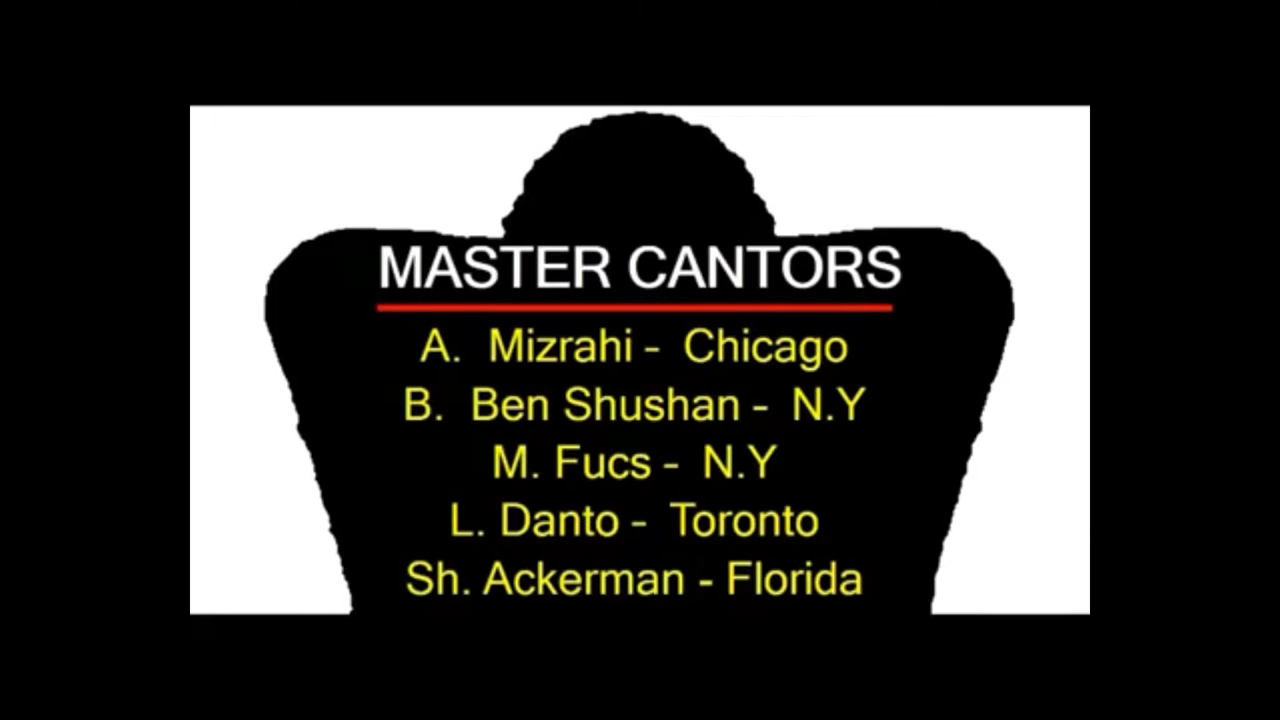 MASTER CANTORS
A. Mizrahi - Chicago
B. Ben Shushan - N.Y
M. Fucs - N.Y
L. Danto - Toronto
Sh. Ackerman - Florida